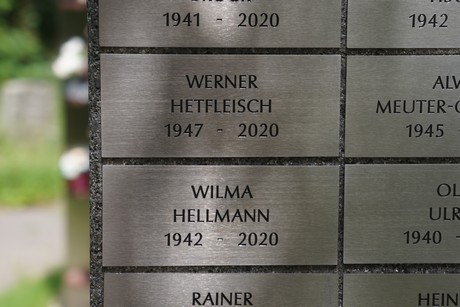 1941 - 2020
WERNER
HETFLEISCH
1947 - 2020
WILMA
HELLMANN
1942 - 2020
RAINER
1942
MEUTER-
1945
1940 -